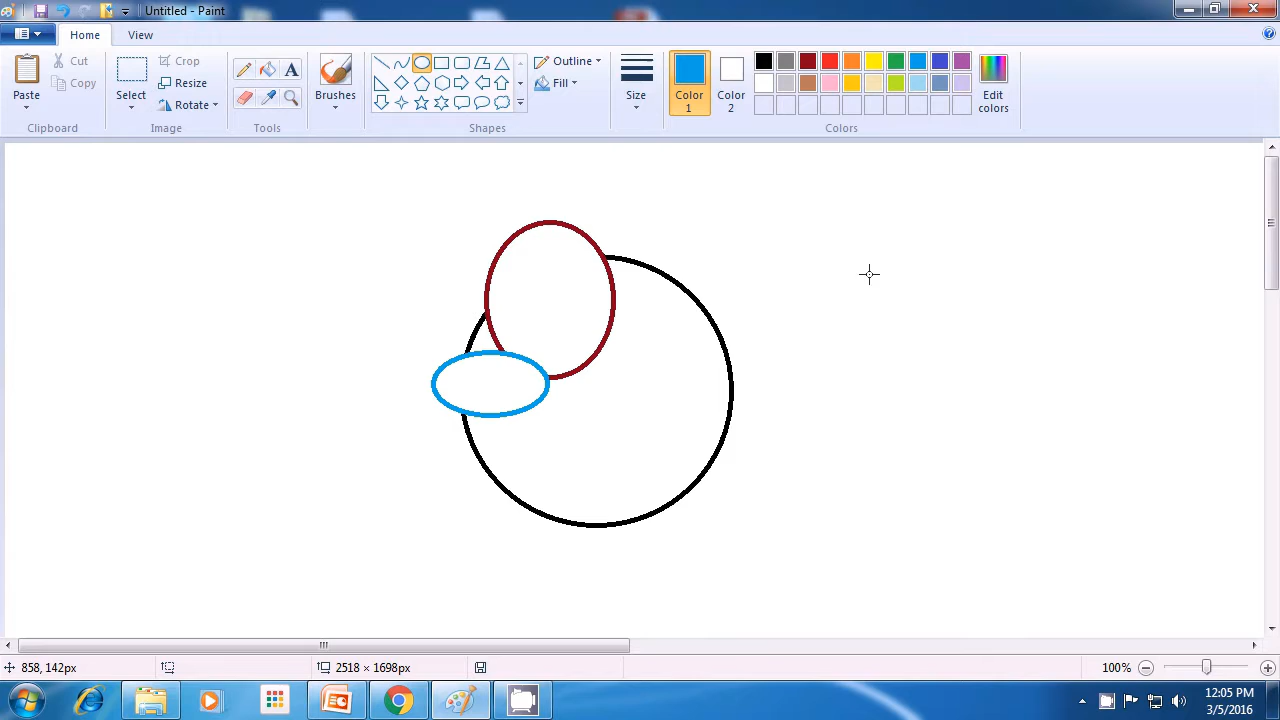 Untitled - Paint
Home View
Paste
Cut
Copy
Clipboard
Select
Crop
Resize
Rotate
Image
A
Tools
Brushes
Outline
Fill
Shapes
Size
Color
1
Color
2
Edit
colors
Colors
858, 142px
2518 × 1698px
100%
12:05 PM
3/5/2016